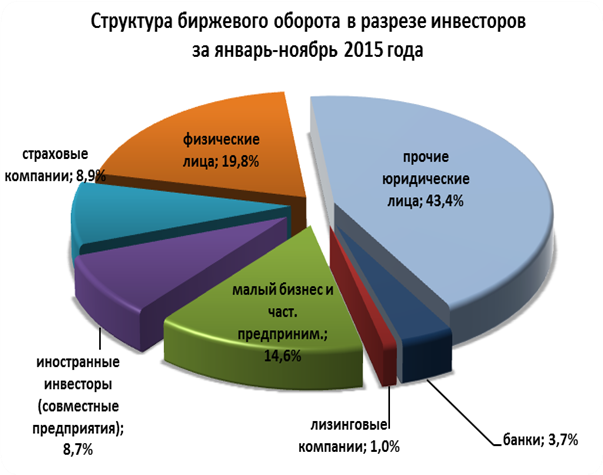 Структура биржевого оборота в разрезе инвесторов
за январь-ноябрь 2015 года
физические
лица; 19,8%
прочие
юридические
лица; 43,4%
страховые
компании; 8,9%
малый бизнес и
част.
предприним.;
14,6%
иностранные
инвесторы
(совместные
предприятия);
8,7%
лизинговые
компании; 1,0%
банки; 3,7%